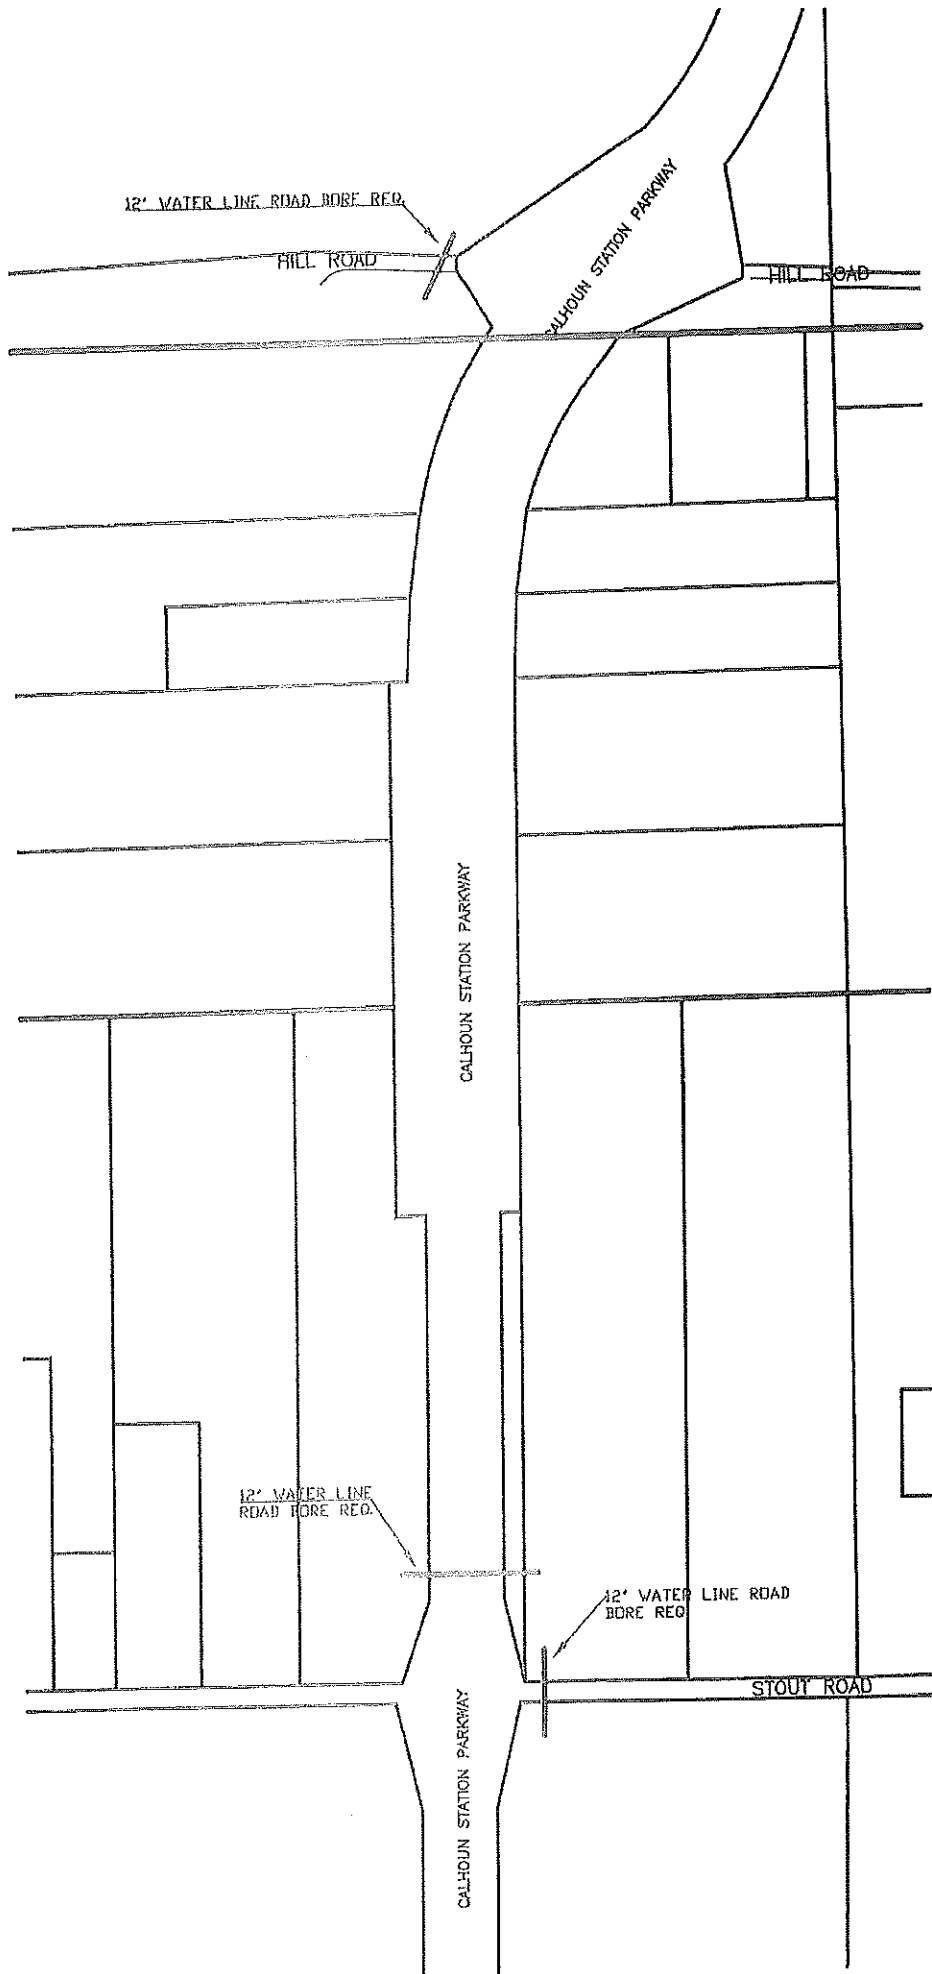 12" WATER LINE ROAD BORE REQ.
HILL ROAD
CALHOUN STATION PARKWAY
HILL ROAD
CALHOUN STATION PARKWAY
12" WATER LINE
ROAD BORE REQ.
12" WATER LINE ROAD
BORE REQ
STOUT ROAD
CALHOUN STATION PARKWAY